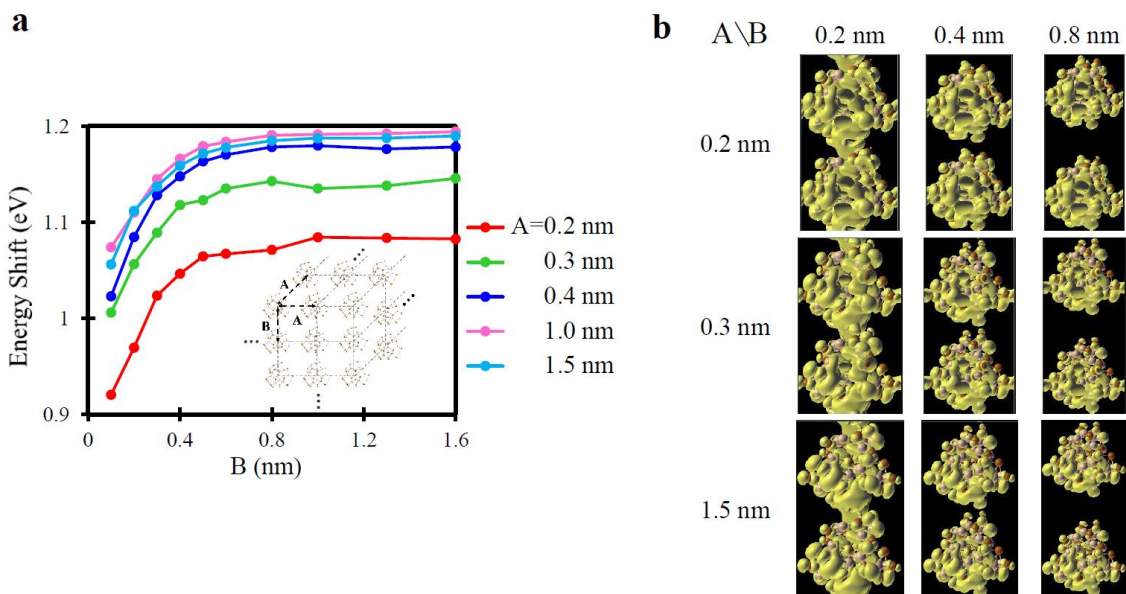 a
Energy Shift (eV)
1.2
1.1
1
0.9
0
0.4
0.8
1.2
1.6
B (nm)
A
A
B
A=0.2 nm
0.3 nm
0.4 nm
1.0 nm
1.5 nm
b
A\B
0.2 nm
0.4 nm
0.8 nm
0.2 nm
0.3 nm
1.5 nm